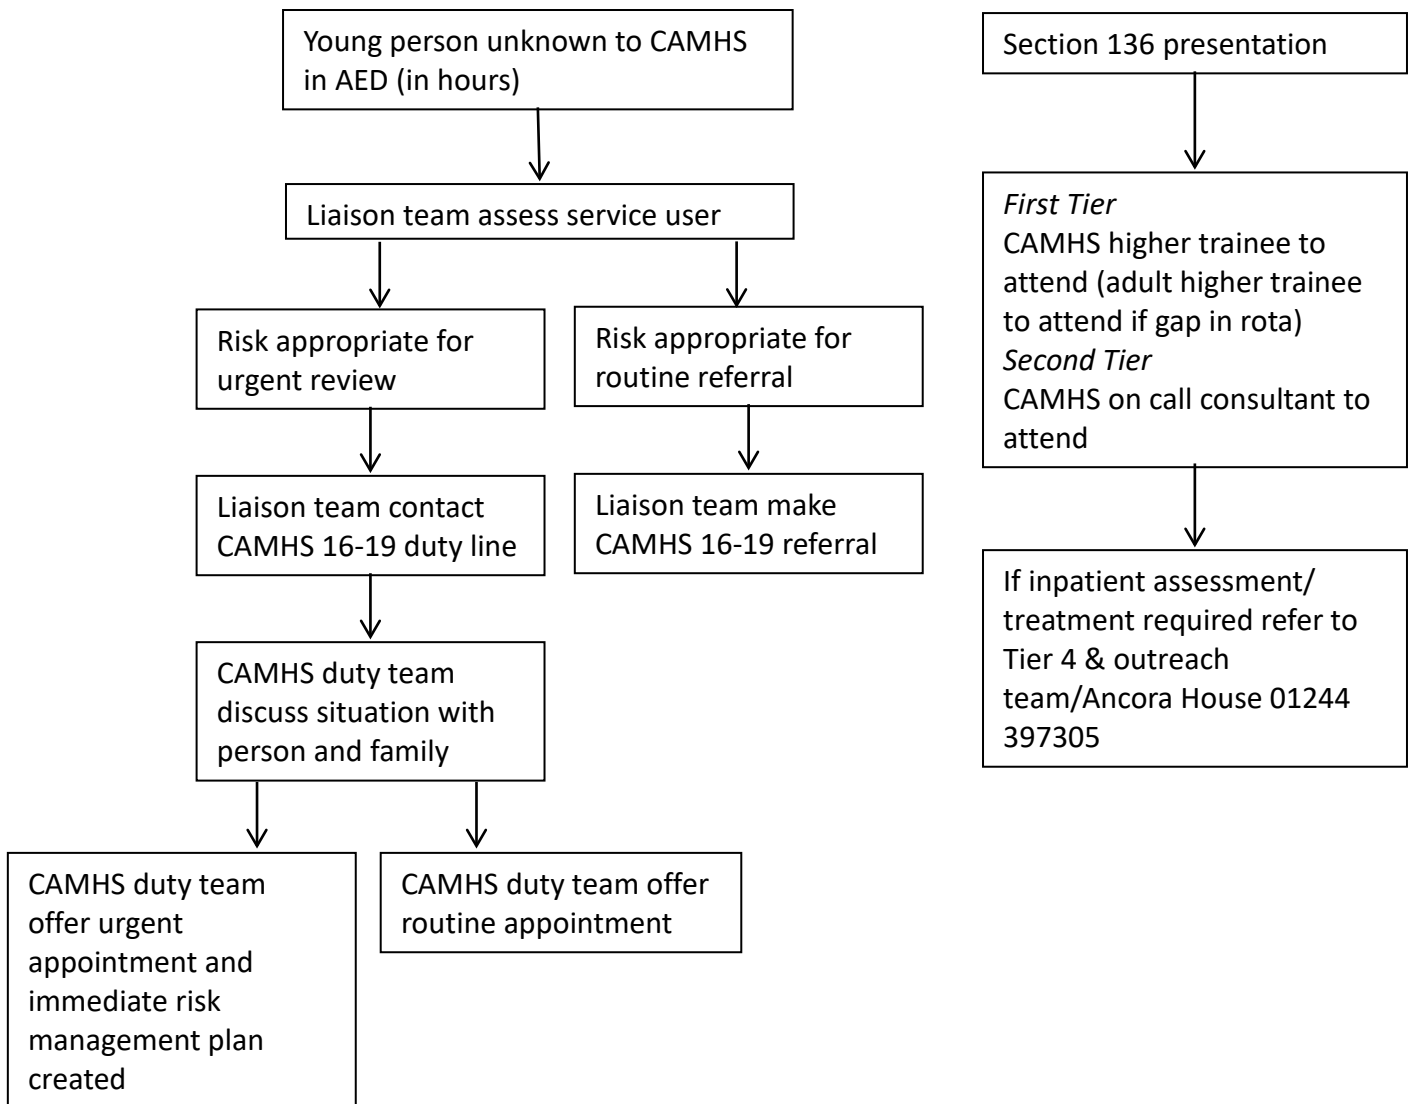 Young person unknown to CAMHS
in AED (in hours)
Liaison team assess service user
Risk appropriate for
urgent review
Risk appropriate for
routine referral
Liaison team contact
CAMHS 16-19 duty line
Liaison team make
CAMHS 16-19 referral
CAMHS duty team
discuss situation with
person and family
CAMHS duty team
offer urgent
appointment and
immediate risk
management plan
created
CAMHS duty team offer
routine appointment
Section 136 presentation
First Tier
CAMHS higher trainee to
attend (adult higher trainee
to attend if gap in rota)
Second Tier
CAMHS on call consultant to
attend
If inpatient assessment/
treatment required refer to
Tier 4 & outreach
team/Ancora House 01244
397305